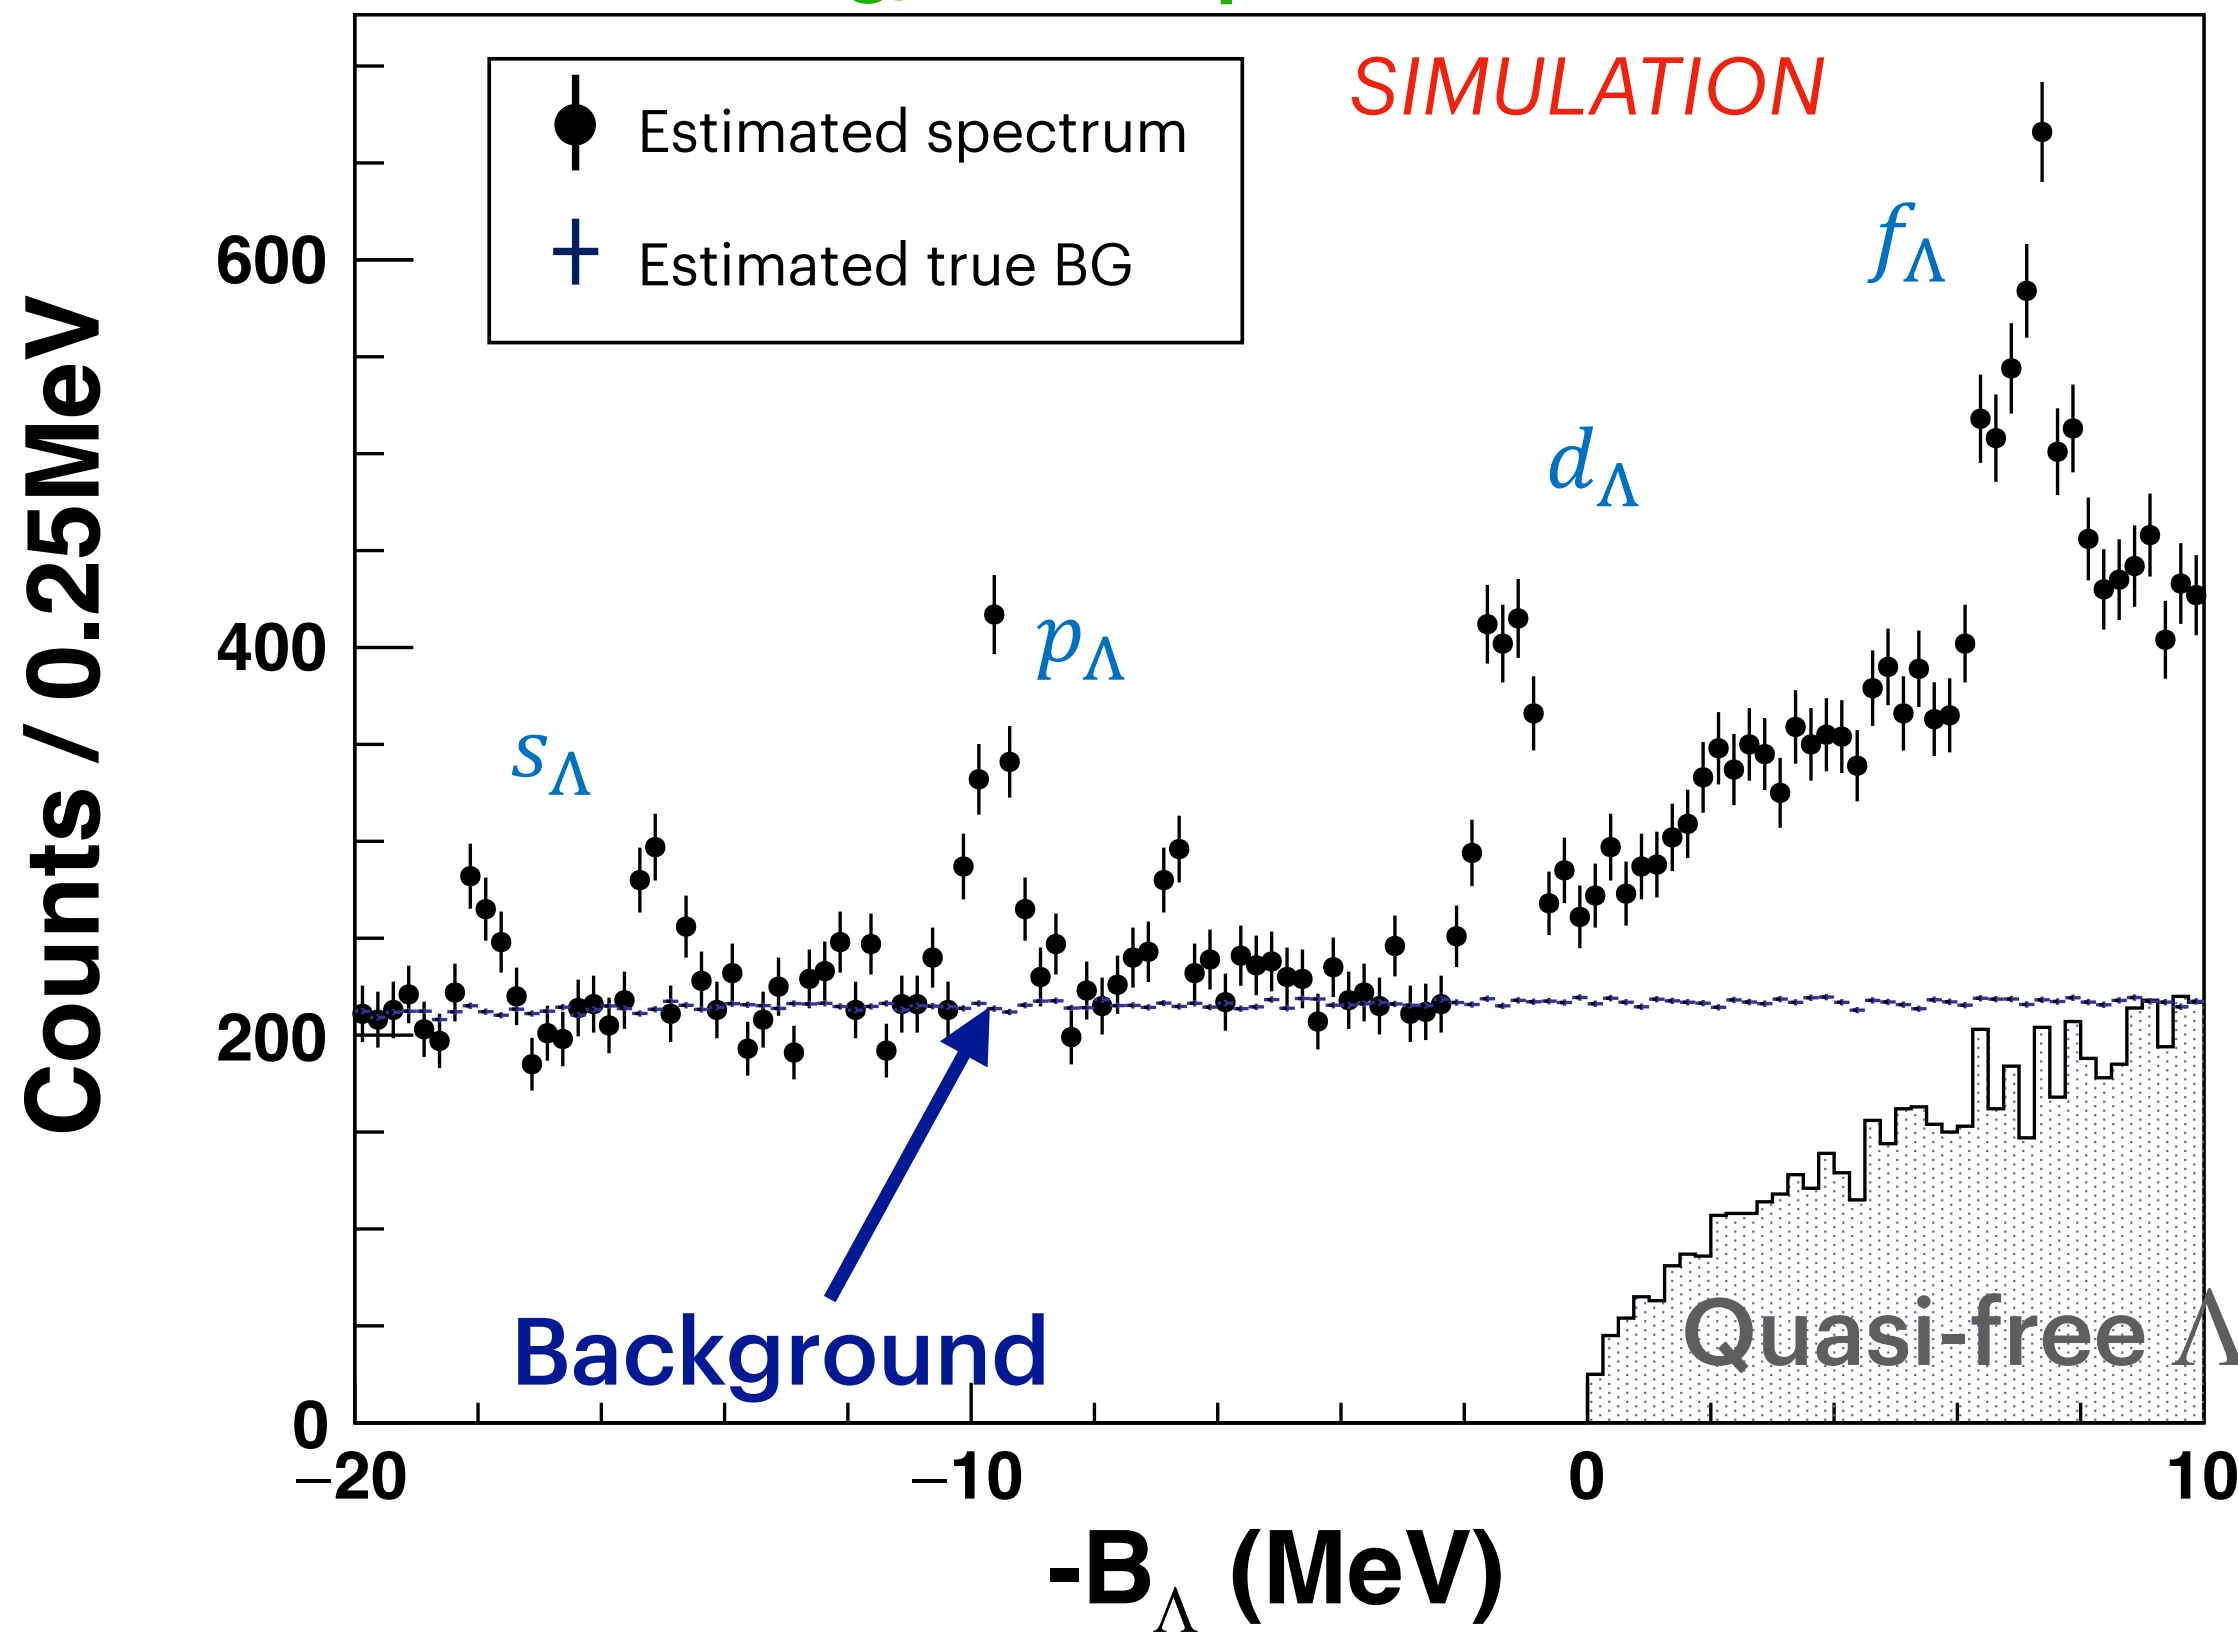 SIMULATION
Estimated spectrum
Estimated true BG
Counts / 0.25MeV
600
400
200
0
fΛ
dΛ
pΛ
sΛ
Background
Quasi-free Λ
−20
−10
0
10
-BΛ (MeV)